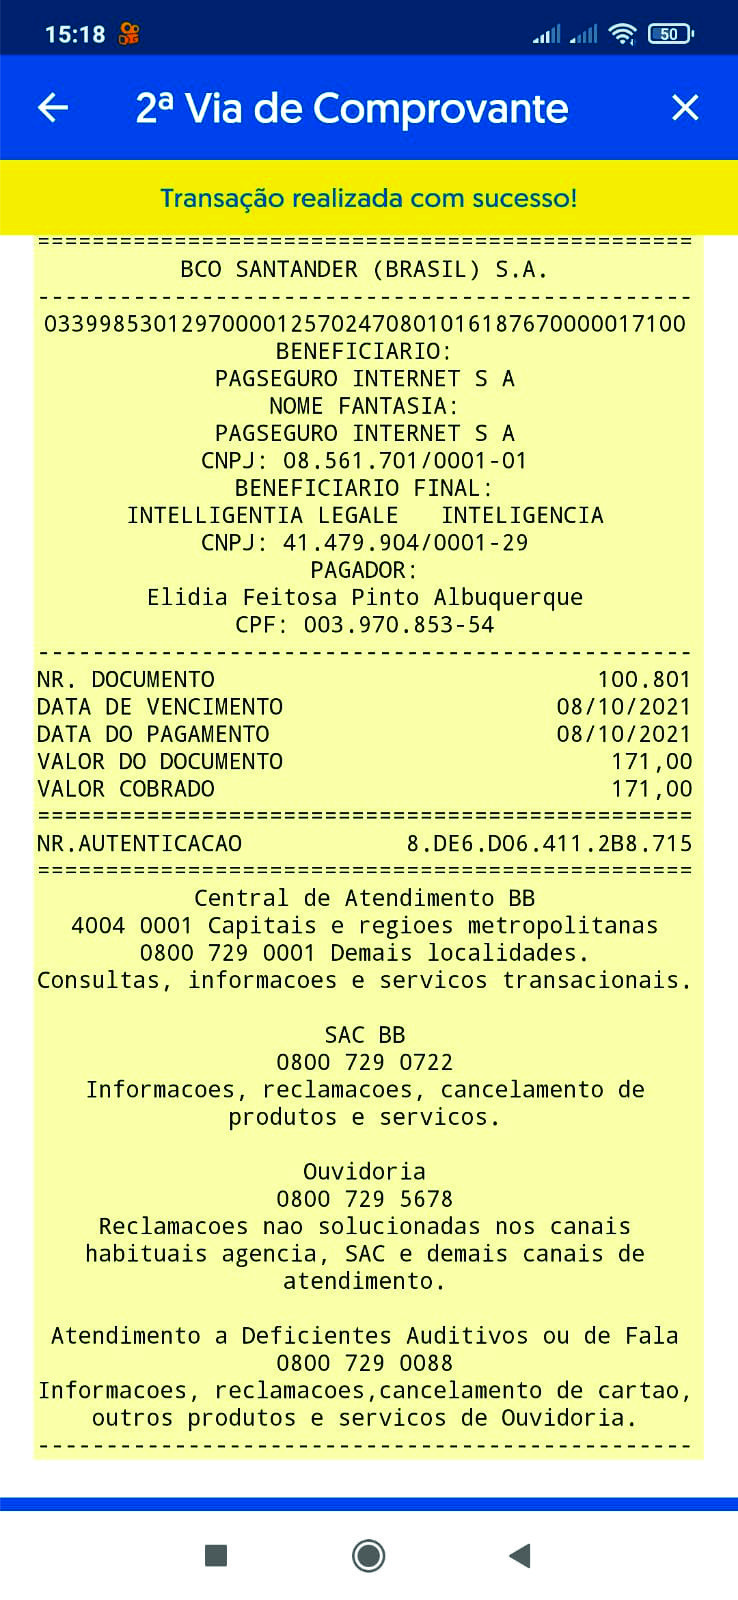 15:18
50
2ª Via de Comprovante
Transação realizada com sucesso!
================================================
BCO SANTANDER (BRASIL) S.A.
------------------------------------------------
03399853012970000125702470801016187670000017100
BENEFICIARIO:
PAGSEGURO INTERNET S A
NOME FANTASIA:
PAGSEGURO INTERNET S A
CNPJ: 08.561.701/0001-01
BENEFICIARIO FINAL:
INTELLIGENTIA LEGALE   INTELIGENCIA
CNPJ: 41.479.904/0001-29
PAGADOR:
Elidia Feitosa Pinto Albuquerque
CPF: 003.970.853-54
------------------------------------------------
NR. DOCUMENTO 100.801
DATA DE VENCIMENTO 08/10/2021
DATA DO PAGAMENTO 08/10/2021
VALOR DO DOCUMENTO 171,00
VALOR COBRADO 171,00
================================================
NR.AUTENTICACAO 8.DE6.D06.411.2B8.715
================================================
Central de Atendimento BB
4004 0001 Capitais e regioes metropolitanas
0800 729 0001 Demais localidades.
Consultas, informacoes e servicos transacionais.
SAC BB
0800 729 0722
Informacoes, reclamacoes, cancelamento de
produtos e servicos.
Ouvidoria
0800 729 5678
Reclamacoes nao solucionadas nos canais
habituais agencia, SAC e demais canais de
atendimento.
Atendimento a Deficientes Auditivos ou de Fala
0800 729 0088
Informacoes, reclamacoes,cancelamento de cartao,
outros produtos e servicos de Ouvidoria.
------------------------------------------------